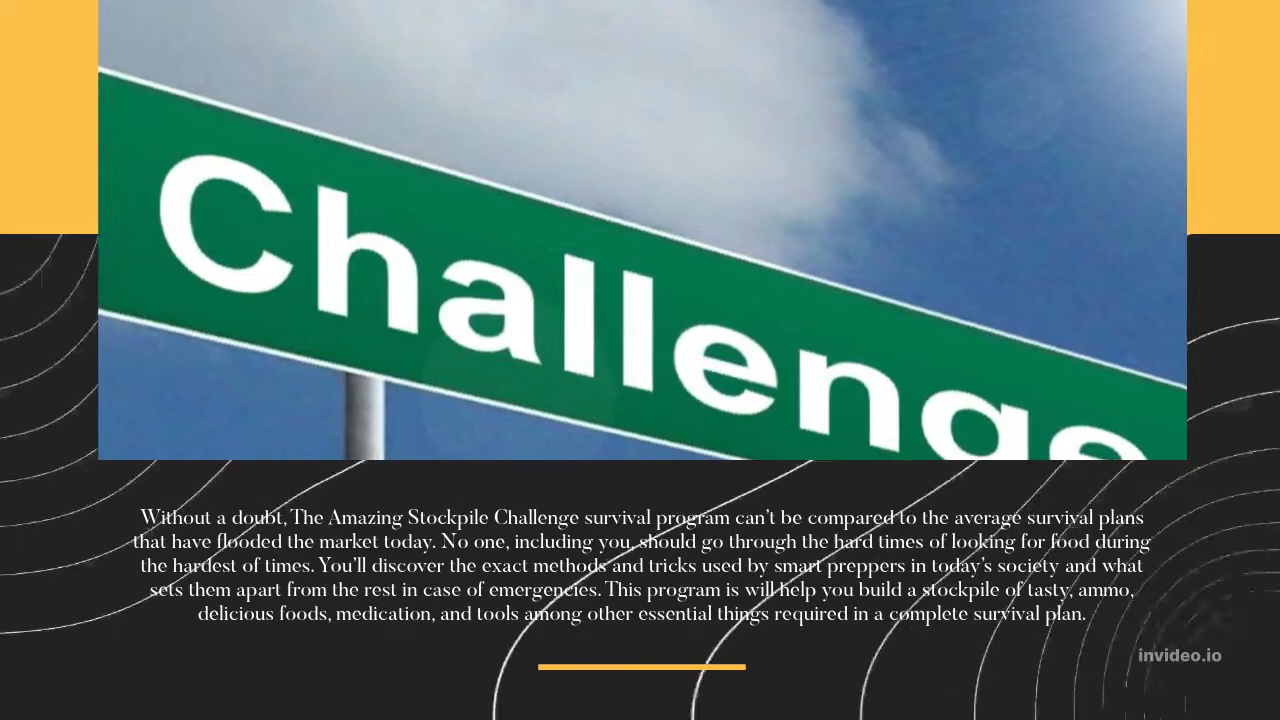 Challenge
Without a doubt, The Amazing Stockpile Challenge survival program can't be compared to the average survival plans
that have flooded the market today. No one, including you, should go through the hard times of looking for food during
the hardest of times. You'll discover the exact methods and tricks used by smart preppers in today's society and what
sets them apart from the rest in case of emergencies. This program is will help you build a stockpile of tasty, ammo,
delicious foods, medication, and tools among other essential things required in a complete survival plan.
invideo.io